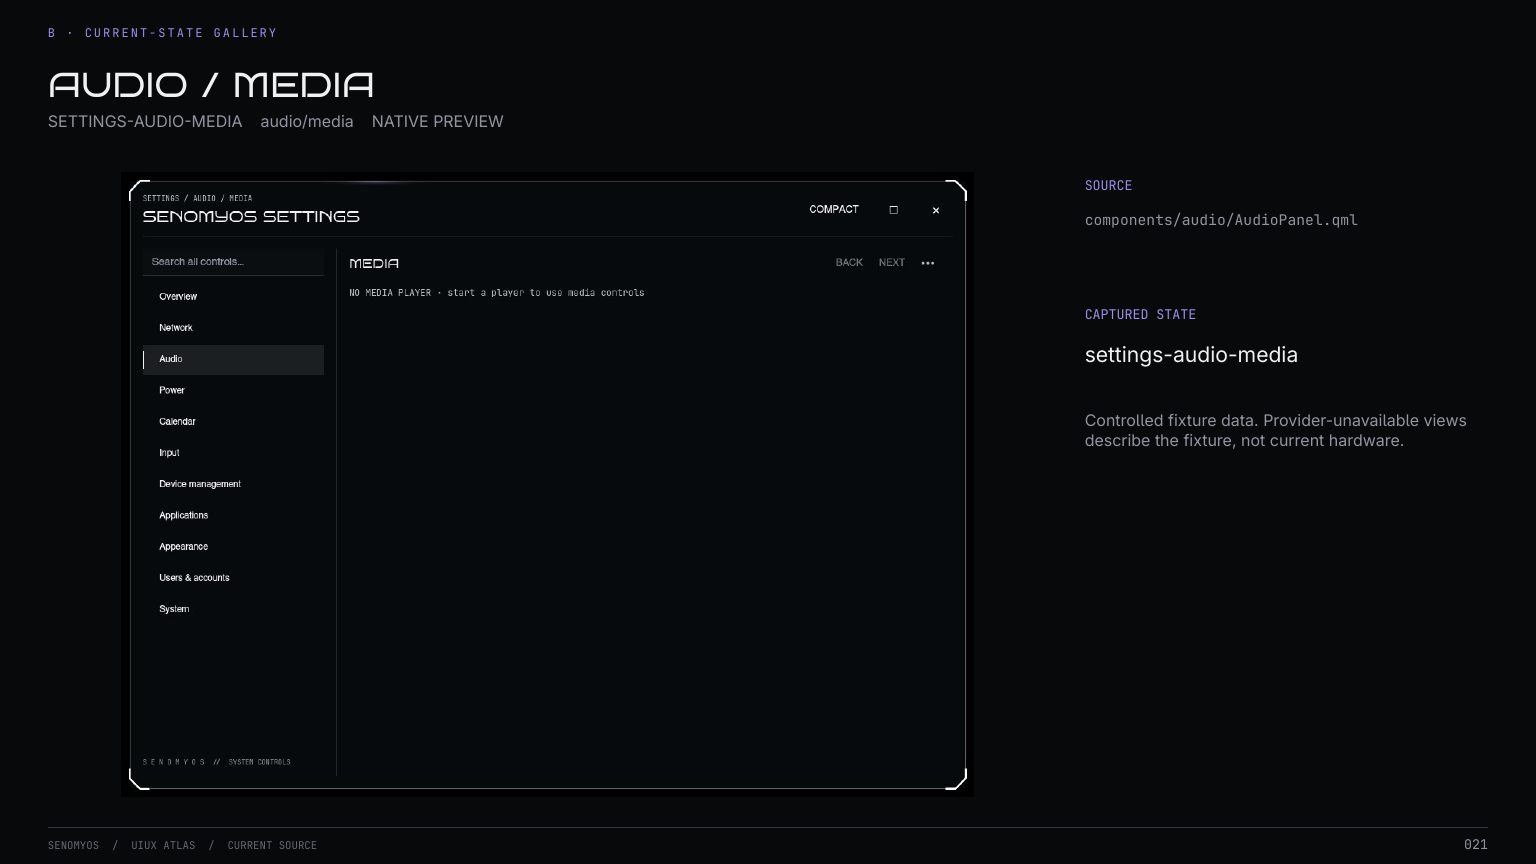 B · CURRENT-STATE GALLERY
AUDIO / MEDIA
SETTINGS-AUDIO-MEDIA audio/media NATIVE PREVIEW
SETTINGS / AUDIO / MEDIA
SENOMYOS SETTINGS
COMPACT □ ×
Search all controls...
Overview
Network
Audio
Power
Calendar
Input
Device management
Applications
Appearance
Users & accounts
System
SENOMYOS // SYSTEM CONTROLS
MEDIA
BACK NEXT •••
NO MEDIA PLAYER · start a player to use media controls
SOURCE
components/audio/AudioPanel.qml
CAPTURED STATE
settings-audio-media
Controlled fixture data. Provider-unavailable views
describe the fixture, not current hardware.
SENOMYOS / UIUX ATLAS / CURRENT SOURCE
021